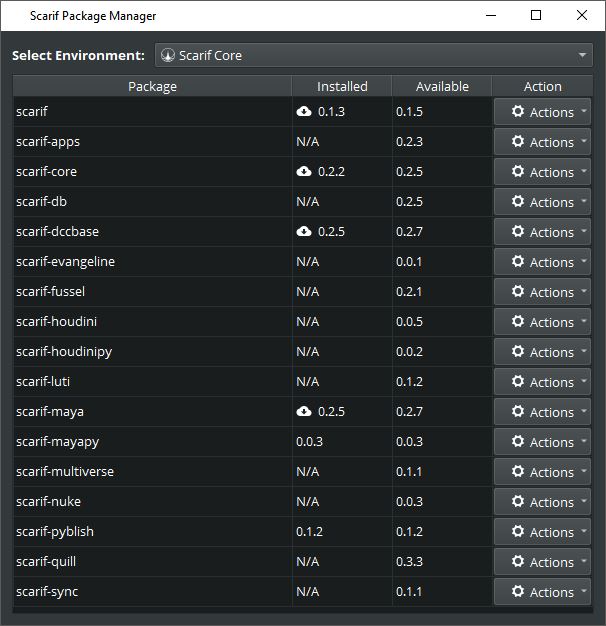 Scarif Package Manager
Select Environment: Scarif Core
Package Installed Available Action
scarif 0.1.3 0.1.5 Actions
scarif-apps N/A 0.2.3 Actions
scarif-core 0.2.2 0.2.5 Actions
scarif-db N/A 0.2.5 Actions
scarif-dccbase 0.2.5 0.2.7 Actions
scarif-evangeline N/A 0.0.1 Actions
scarif-fussel N/A 0.2.1 Actions
scarif-houdini N/A 0.0.5 Actions
scarif-houdinipy N/A 0.0.2 Actions
scarif-luti N/A 0.1.2 Actions
scarif-maya 0.2.5 0.2.7 Actions
scarif-mayapy 0.0.3 0.0.3 Actions
scarif-multiverse N/A 0.1.1 Actions
scarif-nuke N/A 0.0.3 Actions
scarif-pyblish 0.1.2 0.1.2 Actions
scarif-quill N/A 0.3.3 Actions
scarif-sync N/A 0.1.1 Actions